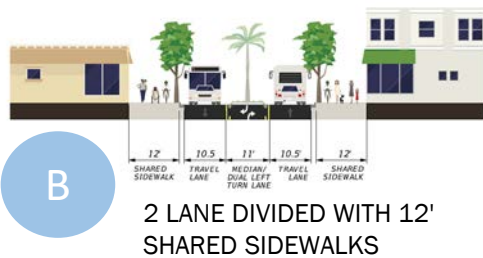 12' 10.5 11' 10.5' 12'
SHARED SIDEWALK
TRAVEL LANE
MEDIAN/ DUAL LEFT TURN LANE
TRAVEL LANE
SHARED SIDEWALK
B
2 LANE DIVIDED WITH 12'
SHARED SIDEWALKS